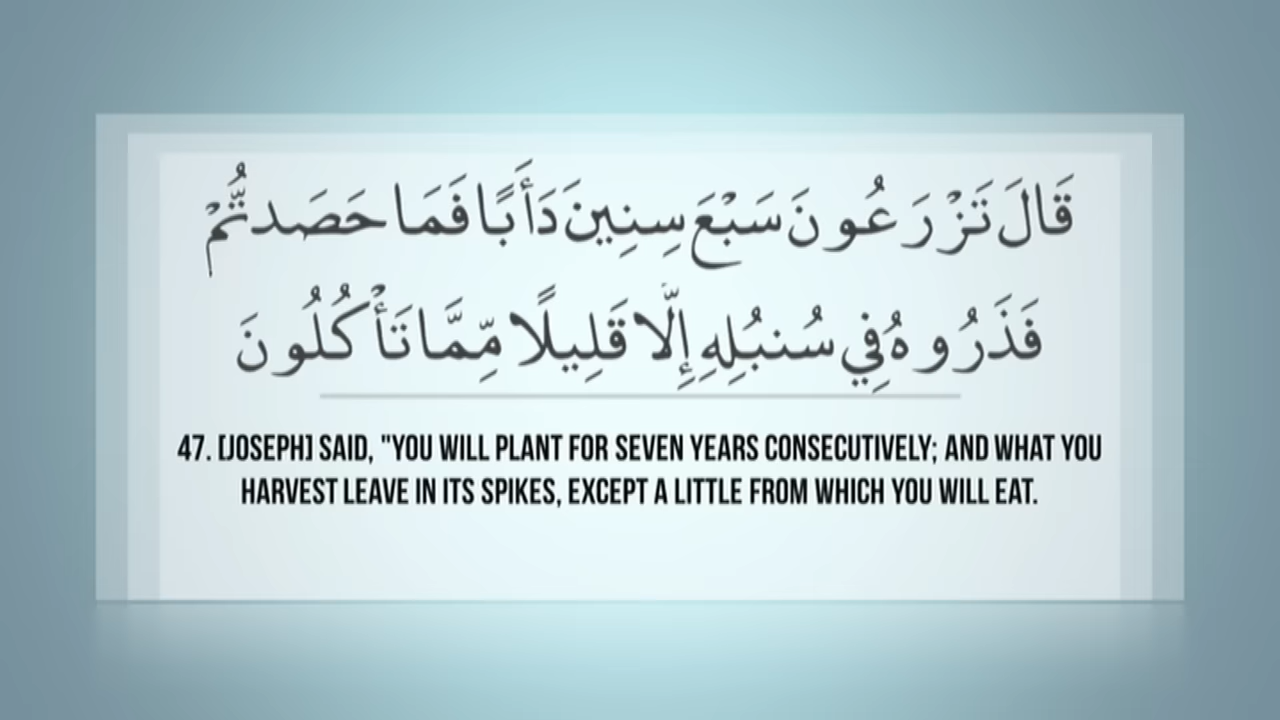 قَالَ تَزْرَعُونَ سَبْعَ سِنِينَ دَأَبًا فَمَا حَصَدتُّمْ
فَذَرُوهُ فِي سُنبُلِهِ إِلَّا قَلِيلًا مِّمَّا تَأْكُلُونَ
47. [JOSEPH] SAID, "YOU WILL PLANT FOR SEVEN YEARS CONSECUTIVELY; AND WHAT YOU
HARVEST LEAVE IN ITS SPIKES, EXCEPT A LITTLE FROM WHICH YOU WILL EAT.